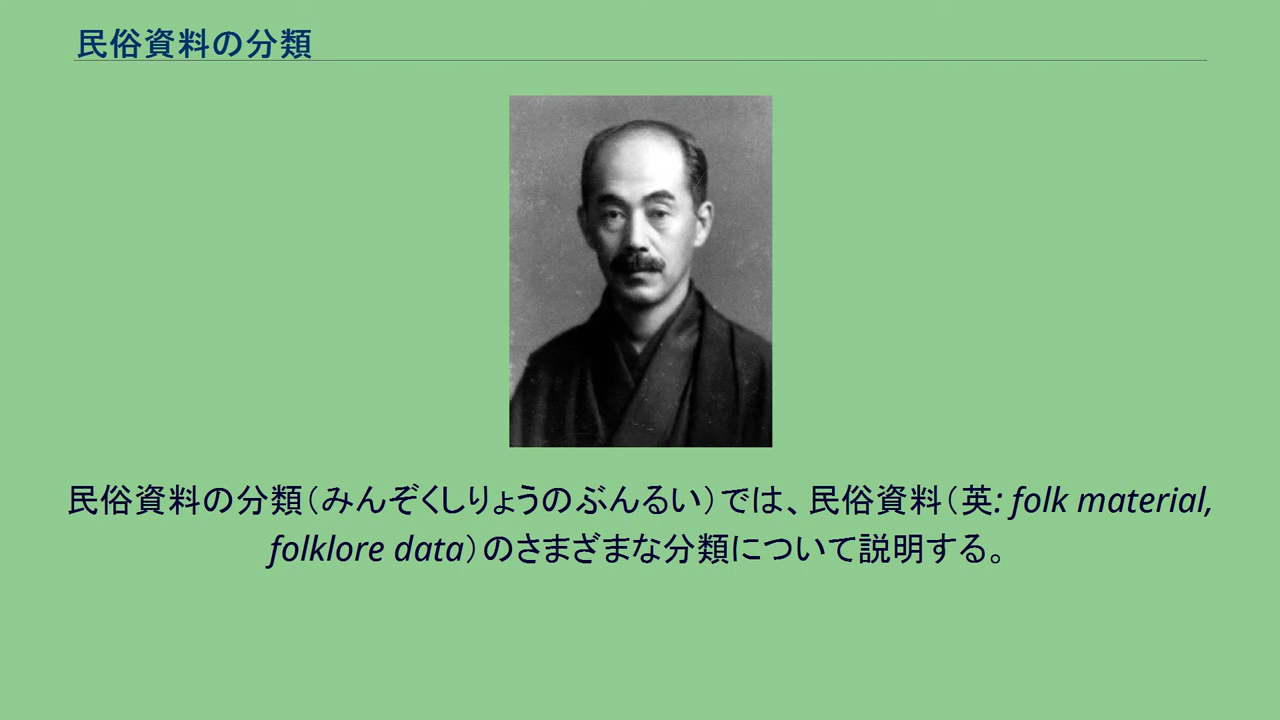 民俗資料の分類
民俗資料の分類（みんぞくしりょうのぶんるい）では、民俗資料（英: folk material,
folklore data）のさまざまな分類について説明する。